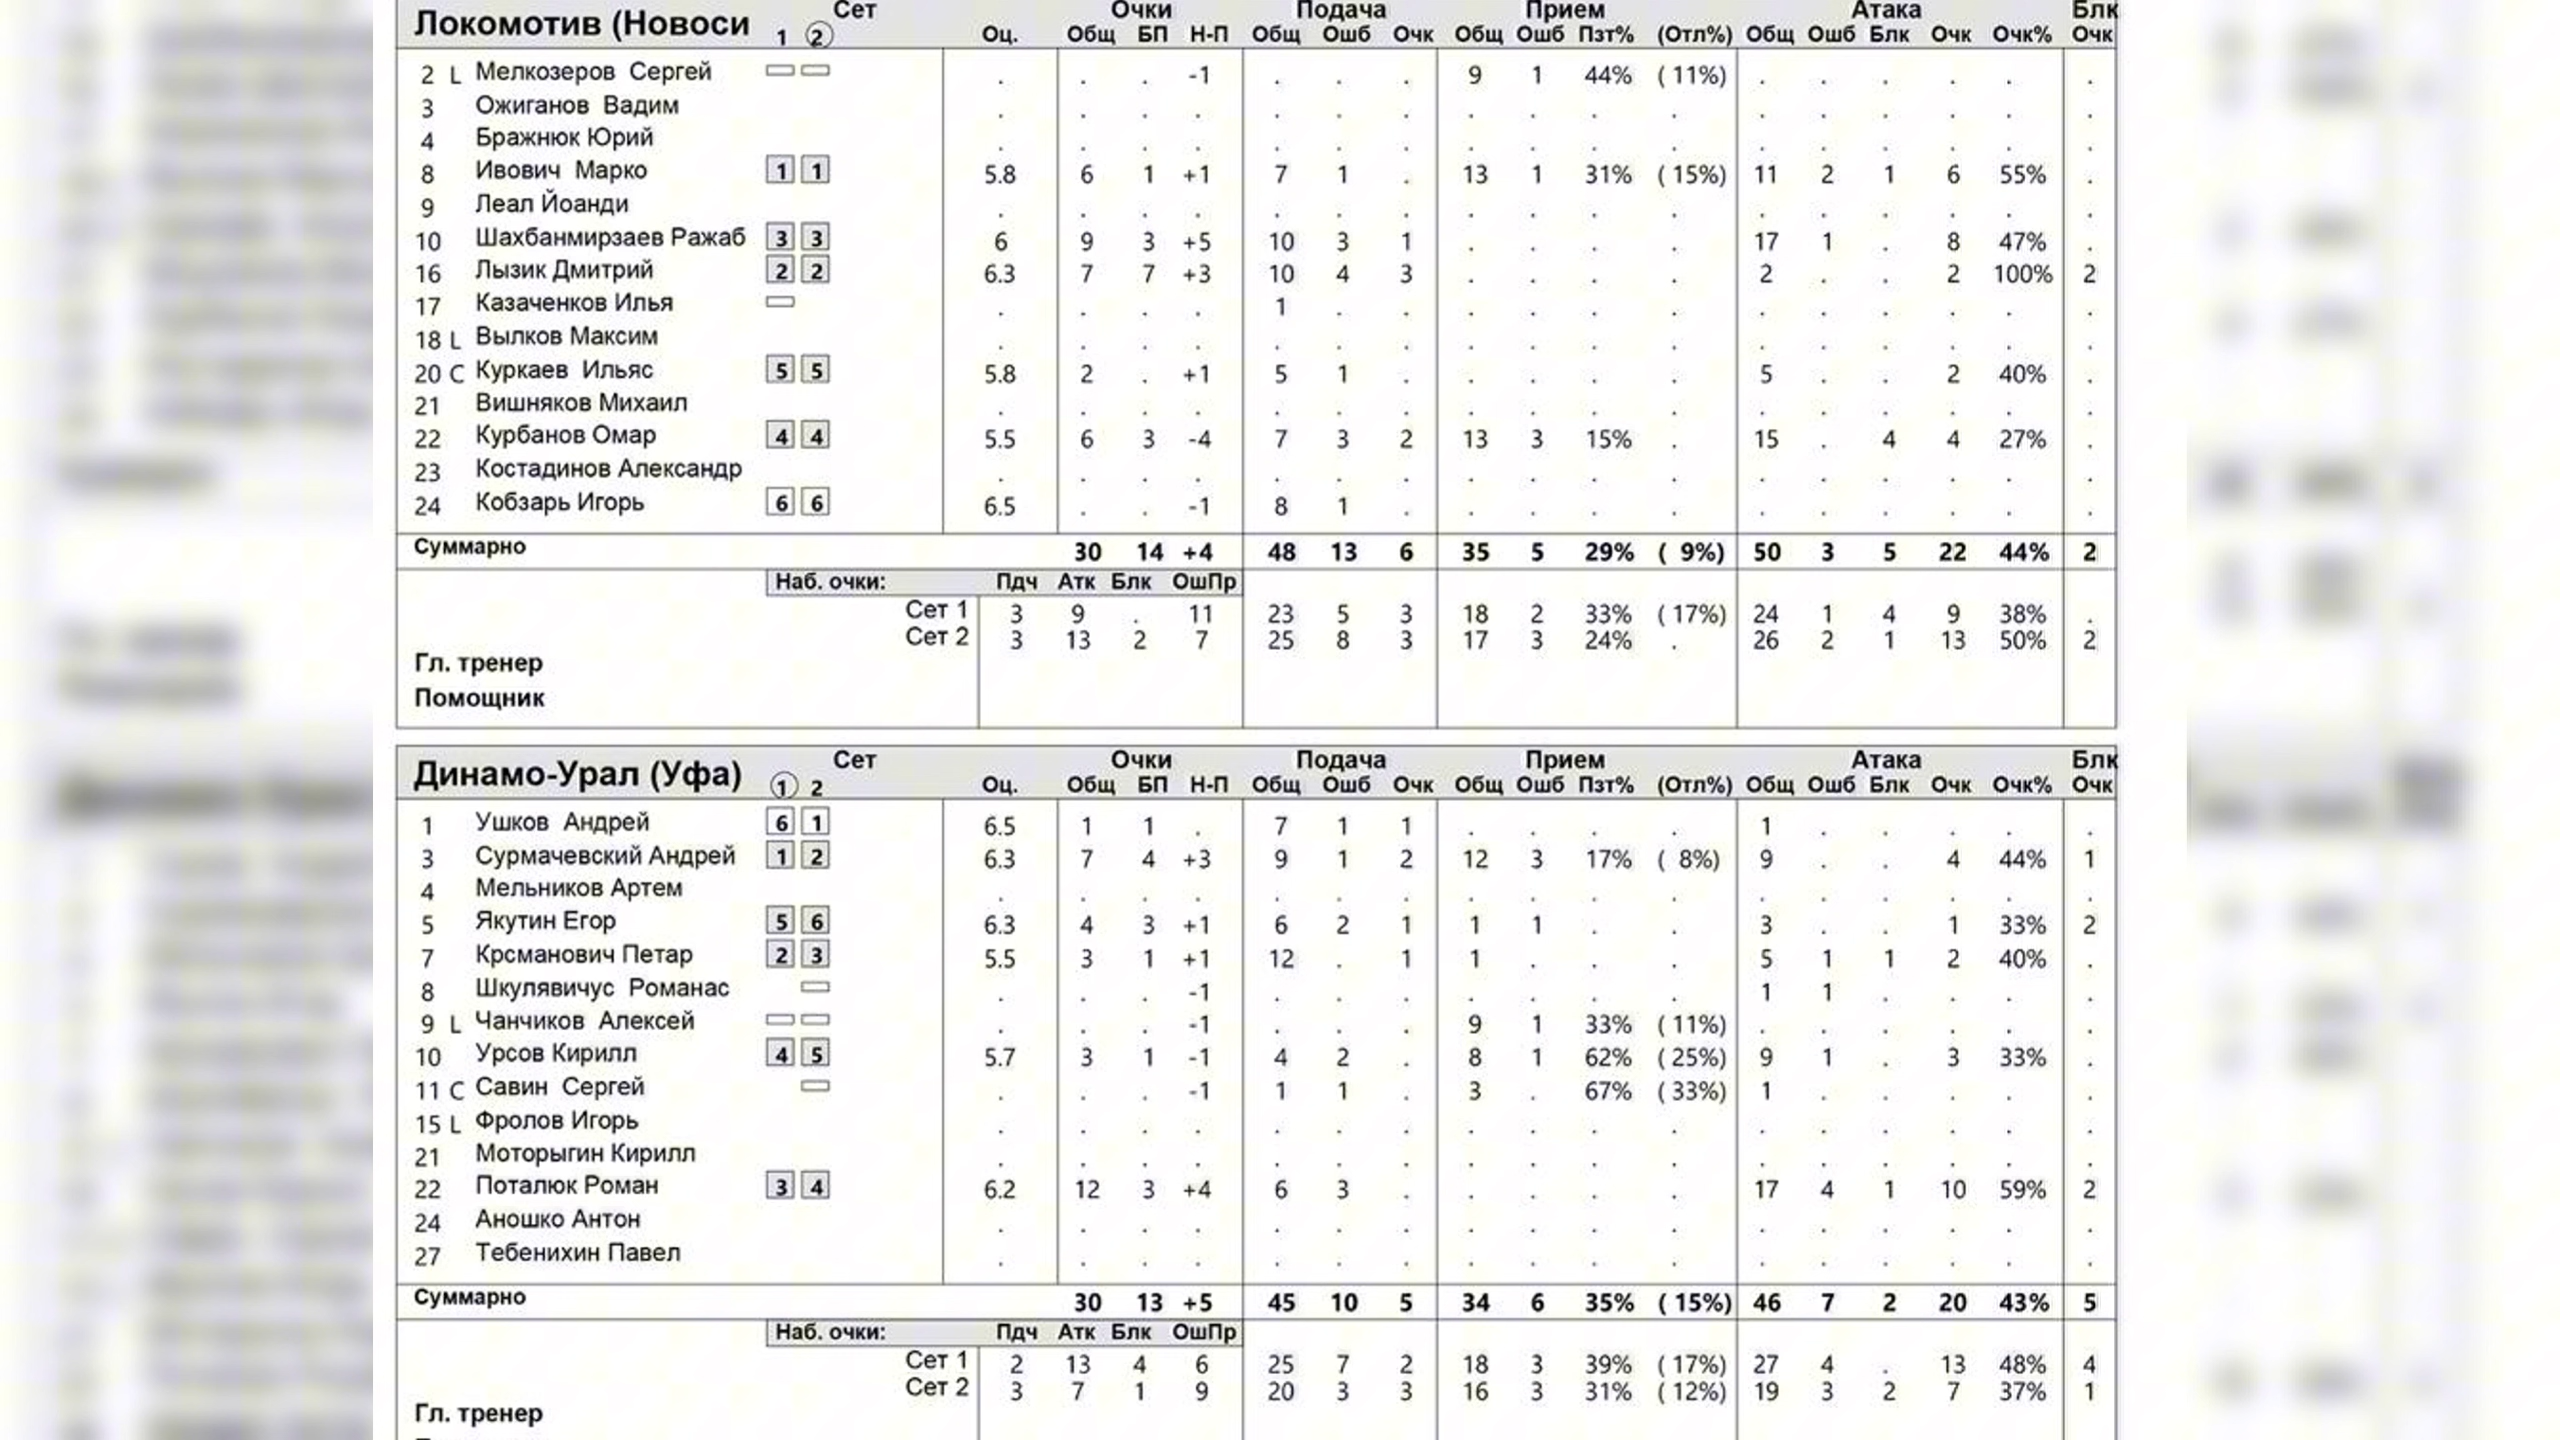 Локомотив (Новоси Сет Очки Подача Прием Атака Блк
1 2 Оц. Общ БП Н-П Общ Ошб Очк Общ Ошб Пзт% (Отл%) Общ Ошб Блк Очк Очк% Очк
2 L Мелкозеров Сергей . . . -1 . . . 9 1 44% ( 11%) . . . . . .
3 Ожиганов Вадим . . . . . . . . . . . . . . . . .
4 Бражнюк Юрий . . . . . . . . . . . . . . . . .
8 Ивович Марко 1 1 5.8 6 1 +1 7 1 . 13 1 31% ( 15%) 11 2 1 6 55% .
9 Леал Йоанди . . . . . . . . . . . . . . . . .
10 Шахбанмирзаев Ражаб 3 3 6 9 3 +5 10 3 1 . . . . 17 1 . 8 47% .
16 Лызик Дмитрий 2 2 6.3 7 7 +3 10 4 3 . . . . 2 . . 2 100% 2
17 Казаченков Илья . . . . 1 . . . . . . . . . . . .
18 L Вылков Максим . . . . . . . . . . . . . . . . .
20 C Куркаев Ильяс 5 5 5.8 2 . +1 5 1 . . . . . 5 . . 2 40% .
21 Вишняков Михаил . . . . . . . . . . . . . . . . .
22 Курбанов Омар 4 4 5.5 6 3 -4 7 3 2 13 3 15% . 15 . 4 4 27% .
23 Костадинов Александр . . . . . . . . . . . . . . . . .
24 Кобзарь Игорь 6 6 6.5 . . -1 8 1 . . . . . . . . . . .
Суммарно 30 14 +4 48 13 6 35 5 29% ( 9%) 50 3 5 22 44% 2
Наб. очки: Пдч Атк Блк ОшПр
Сет 1 3 9 . 11 23 5 3 18 2 33% ( 17%) 24 1 4 9 38% .
Сет 2 3 13 2 7 25 8 3 17 3 24% . 26 2 1 13 50% 2
Гл. тренер
Помощник
Динамо-Урал (Уфа) Сет Очки Подача Прием Атака Блк
1 2 Оц. Общ БП Н-П Общ Ошб Очк Общ Ошб Пзт% (Отл%) Общ Ошб Блк Очк Очк% Очк
1 Ушков Андрей 6 1 6.5 1 1 . 7 1 1 . . . . 1 . . . . .
3 Сурмачевский Андрей 1 2 6.3 7 4 +3 9 1 2 12 3 17% ( 8%) 9 . . 4 44% 1
4 Мельников Артем . . . . . . . . . . . . . . . . .
5 Якутин Егор 5 6 6.3 4 3 +1 6 2 1 1 1 . . 3 . . 1 33% 2
7 Крсманович Петар 2 3 5.5 3 1 +1 12 . 1 1 . . . 5 1 1 2 40% .
8 Шкулявичус Романас . . . -1 . . . . . . . 1 1 . . . .
9 L Чанчиков Алексей . . . -1 . . . 9 1 33% ( 11%) . . . . . .
10 Урсов Кирилл 4 5 5.7 3 1 -1 4 2 . 8 1 62% ( 25%) 9 1 . 3 33% .
11 C Савин Сергей . . . -1 1 1 . 3 . 67% ( 33%) 1 . . . . .
15 L Фролов Игорь . . . . . . . . . . . . . . . . .
21 Моторыгин Кирилл . . . . . . . . . . . . . . . . .
22 Поталюк Роман 3 4 6.2 12 3 +4 6 3 . . . . . 17 4 1 10 59% 2
24 Аношко Антон . . . . . . . . . . . . . . . . .
27 Тебенихин Павел . . . . . . . . . . . . . . . . .
Суммарно 30 13 +5 45 10 5 34 6 35% ( 15%) 46 7 2 20 43% 5
Наб. очки: Пдч Атк Блк ОшПр
Сет 1 2 13 4 6 25 7 2 18 3 39% ( 17%) 27 4 . 13 48% 4
Сет 2 3 7 1 9 20 3 3 16 3 31% ( 12%) 19 3 2 7 37% 1
Гл. тренер